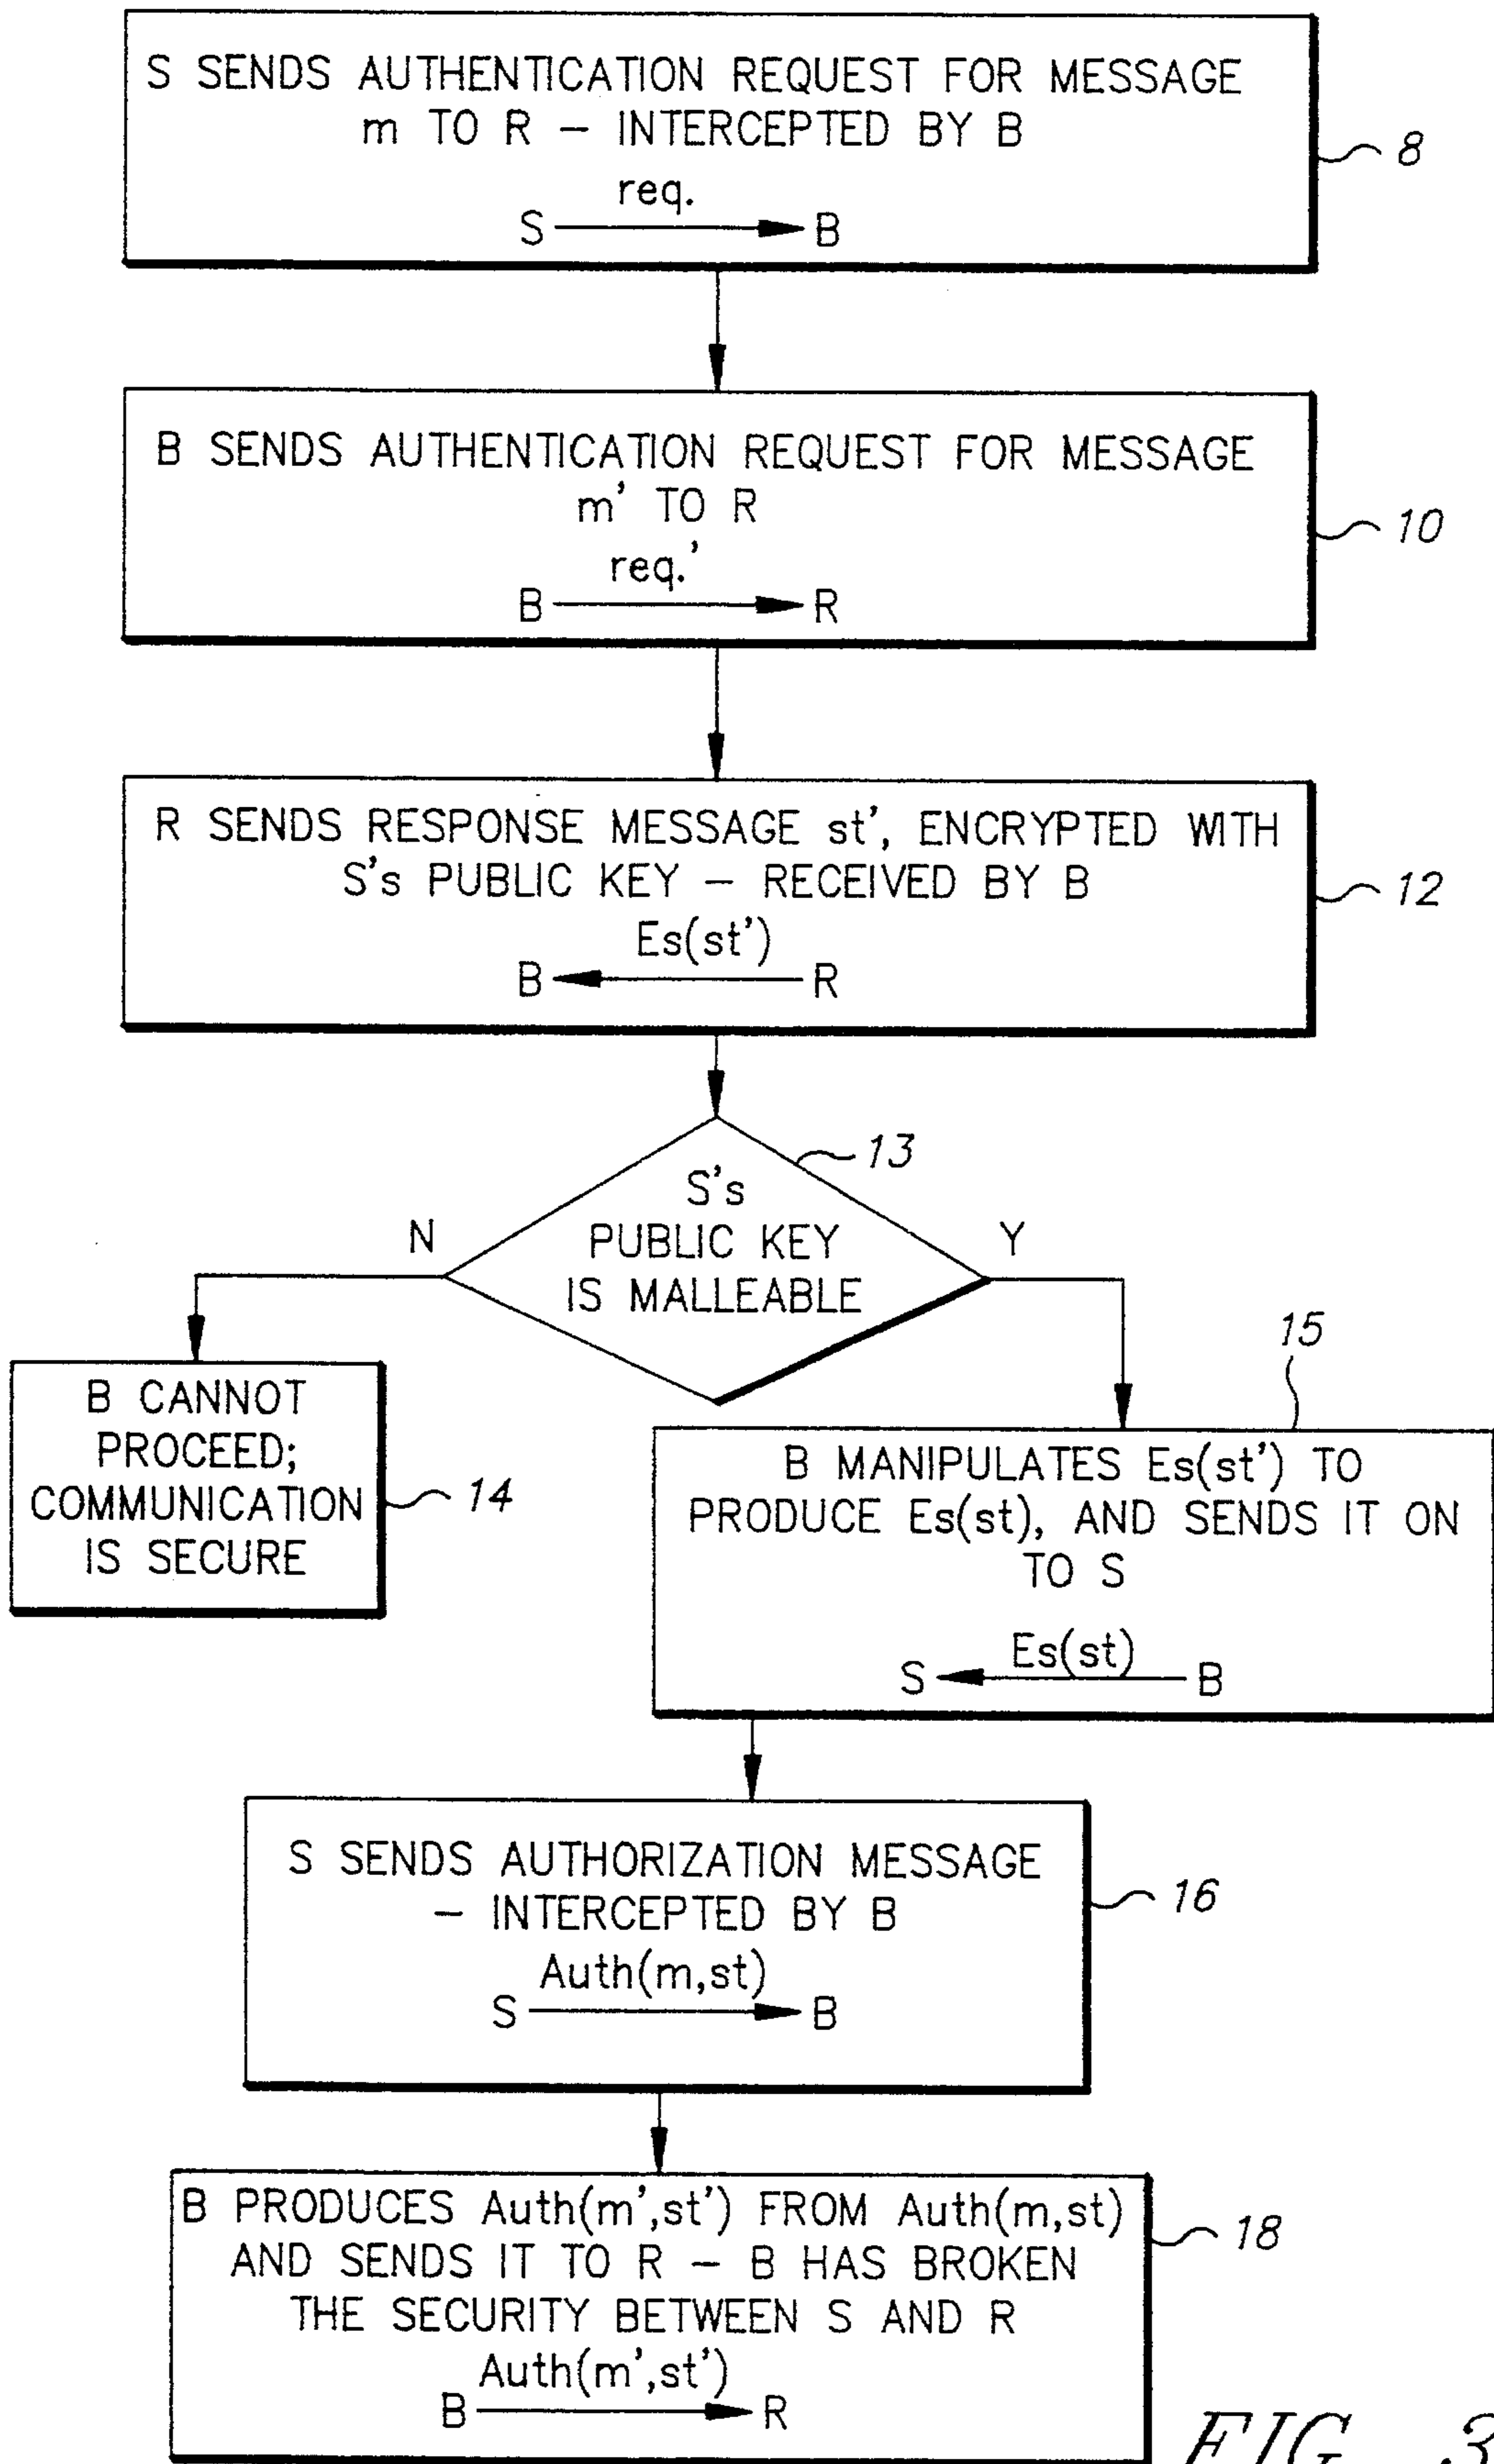 S SENDS AUTHENTICATION REQUEST FOR MESSAGE
m TO R – INTERCEPTED BY B
req.
S B
8
B SENDS AUTHENTICATION REQUEST FOR MESSAGE
m' TO R
req.'
B R
10
R SENDS RESPONSE MESSAGE st', ENCRYPTED WITH
S's PUBLIC KEY – RECEIVED BY B
Es(st')
B R
12
13
S's
PUBLIC KEY
IS MALLEABLE
N
Y
B CANNOT
PROCEED;
COMMUNICATION
IS SECURE
14
15
B MANIPULATES Es(st') TO
PRODUCE Es(st), AND SENDS IT ON
TO S
Es(st)
S B
S SENDS AUTHORIZATION MESSAGE
– INTERCEPTED BY B
Auth(m,st)
S B
16
B PRODUCES Auth(m',st') FROM Auth(m,st)
AND SENDS IT TO R – B HAS BROKEN
THE SECURITY BETWEEN S AND R
Auth(m',st')
B R
18
FIG. 3